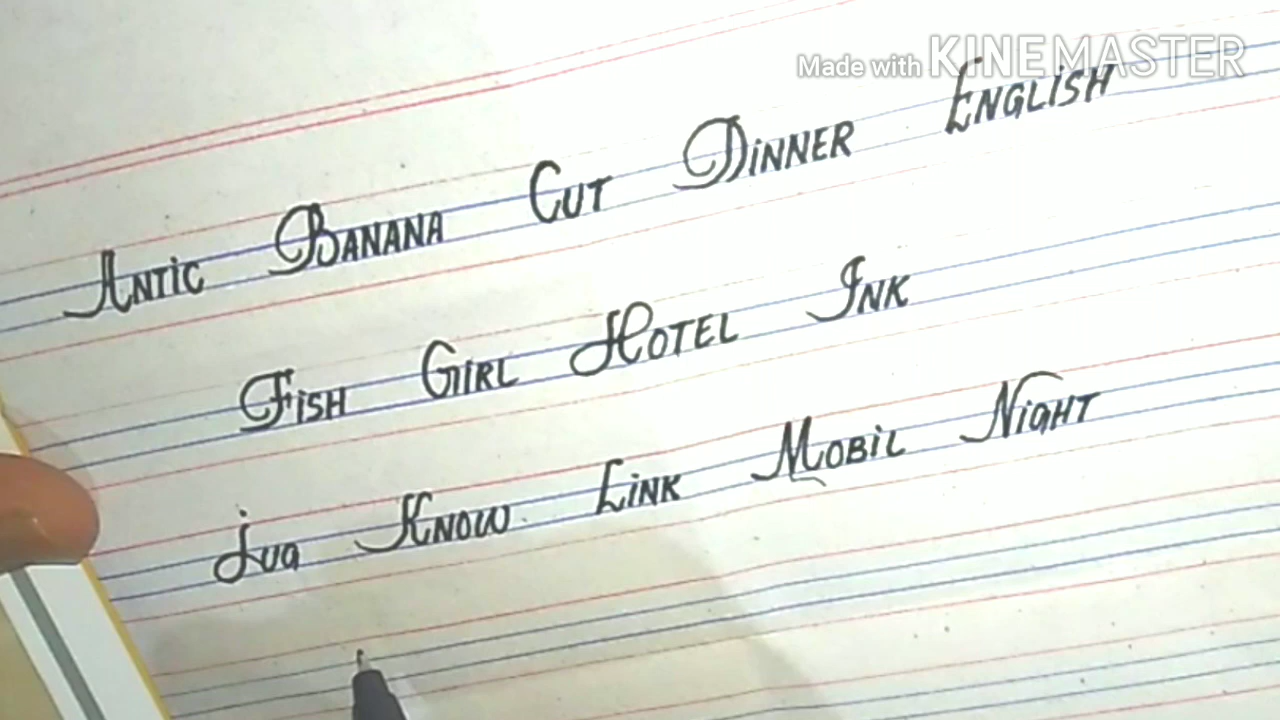 Made with KINEMASTER
ANTiC BANANA CUT DiNNER ENGLiSH
FiSH GiRL HOTEL INK
JUG KNOW LiNK MOBiL NiGHT